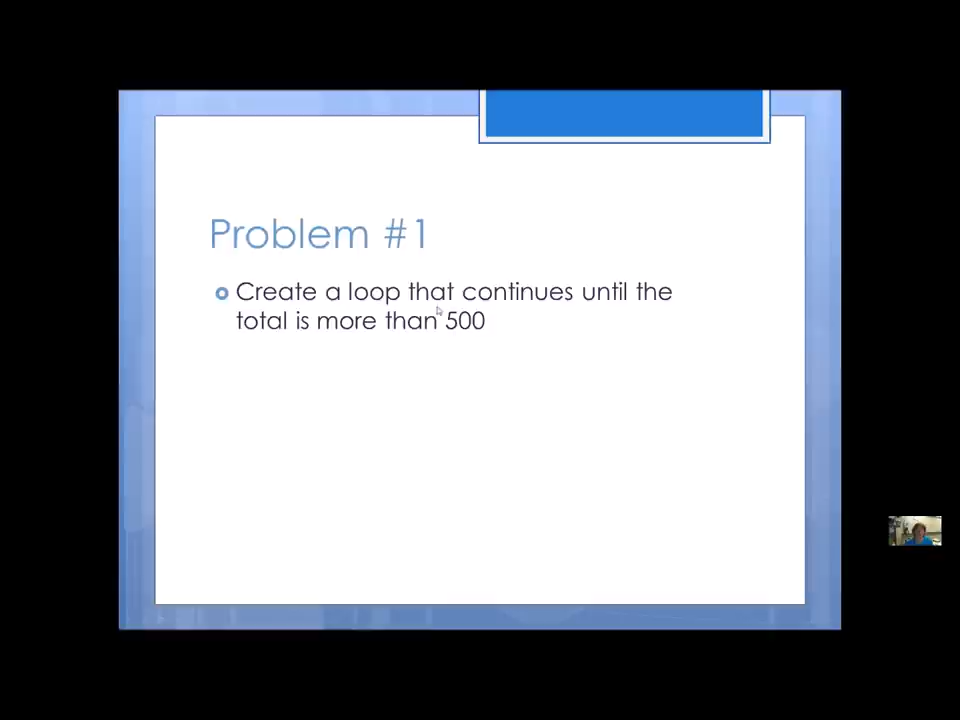 Problem #1
Create a loop that continues until the
total is more than 500